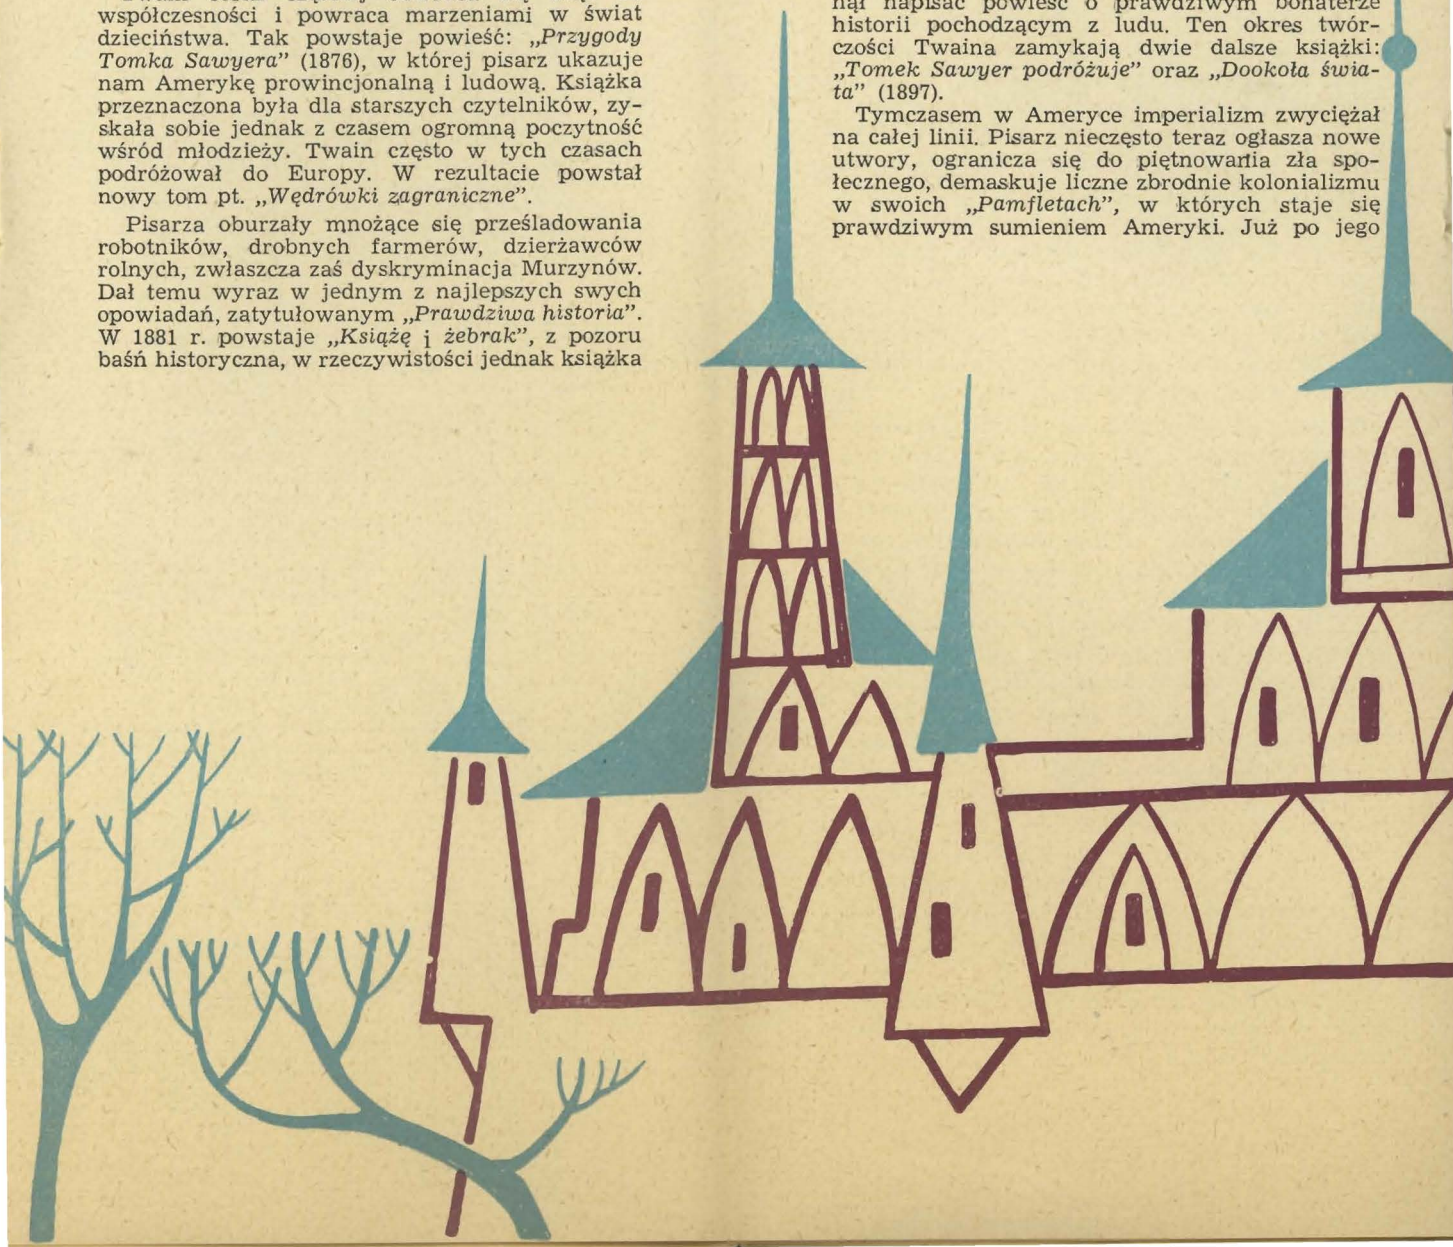 współczesności i powraca marzeniami w świat
dzieciństwa. Tak powstaje powieść: „Przygody
Tomka Sawyera” (1876), w której pisarz ukazuje
nam Amerykę prowincjonalną i ludową. Książka
przeznaczona była dla starszych czytelników, zy-
skała sobie jednak z czasem ogromną poczytność
wśród młodzieży. Twain często w tych czasach
podróżował do Europy. W rezultacie powstał
nowy tom pt. „Wędrówki zagraniczne”.
Pisarza oburzały mnożące się prześladowania
robotników, drobnych farmerów, dzierżawców
rolnych, zwłaszcza zaś dyskryminacja Murzynów.
Dał temu wyraz w jednym z najlepszych swych
opowiadań, zatytułowanym „Prawdziwa historia”.
W 1881 r. powstaje „Książę i żebrak”, z pozoru
baśń historyczna, w rzeczywistości jednak książka
nął napisać powieść o prawdziwym bohaterze
historii pochodzącym z ludu. Ten okres twór-
czości Twaina zamykają dwie dalsze książki:
„Tomek Sawyer podróżuje” oraz „Dookoła świa-
ta” (1897).
Tymczasem w Ameryce imperializm zwyciężał
na całej linii. Pisarz nieczęsto teraz ogłasza nowe
utwory, ogranicza się do piętnowania zła spo-
łecznego, demaskuje liczne zbrodnie kolonializmu
w swoich „Pamfletach”, w których staje się
prawdziwym sumieniem Ameryki. Już po jego